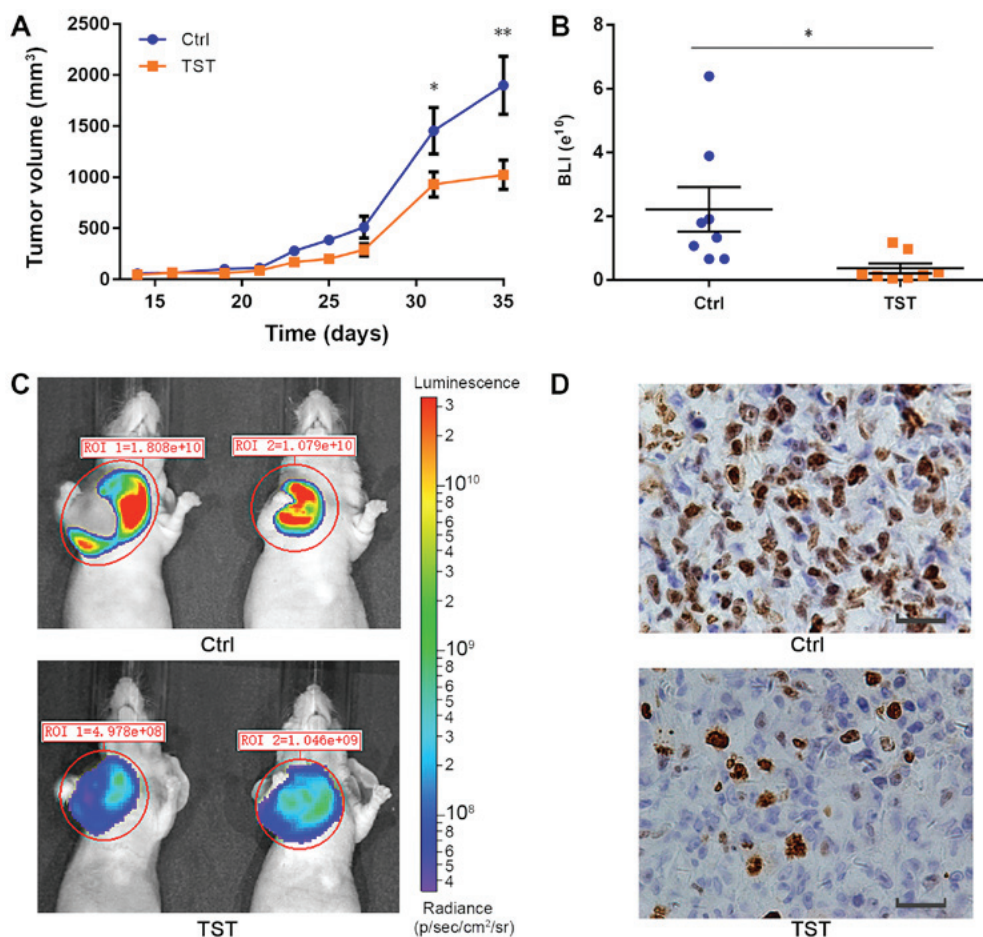 A
Tumor volume (mm³)
2500
2000
1500
1000
500
0
Ctrl
TST
*
**
15
20
25
30
35
Time (days)
B
BLI (e¹⁰)
8
6
4
2
0
*
Ctrl
TST
C
ROI 1=1.808e+10
ROI 2=1.079e+10
Ctrl
ROI 1=4.978e+08
ROI 2=1.046e+09
TST
Luminescence
3
2
10¹⁰
8
6
5
4
3
2
10⁹
8
6
5
4
3
2
10⁸
8
6
5
4
Radiance
(p/sec/cm²/sr)
D
Ctrl
TST